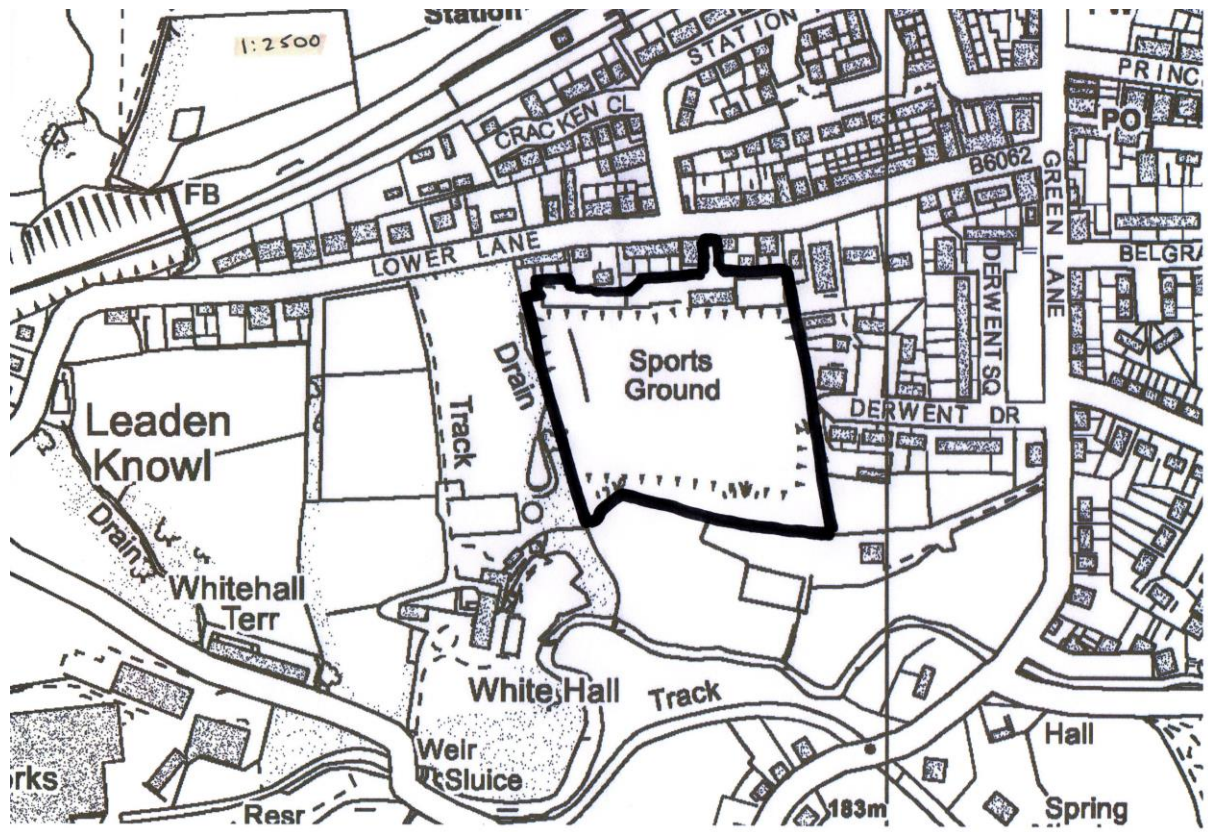 Station
1:2500
STATION
PRINC
CRACKEN CL
PO
B6062
FB
GREEN LANE
LOWER LANE
BELGRA
DERWENT SQ
Drain
Sports
Ground
DERWENT DR
Leaden
Knowl
Track
Drain
Whitehall
Terr
White Hall
Track
Hall
Weir
Sluice
rks
Resr
183m
Spring